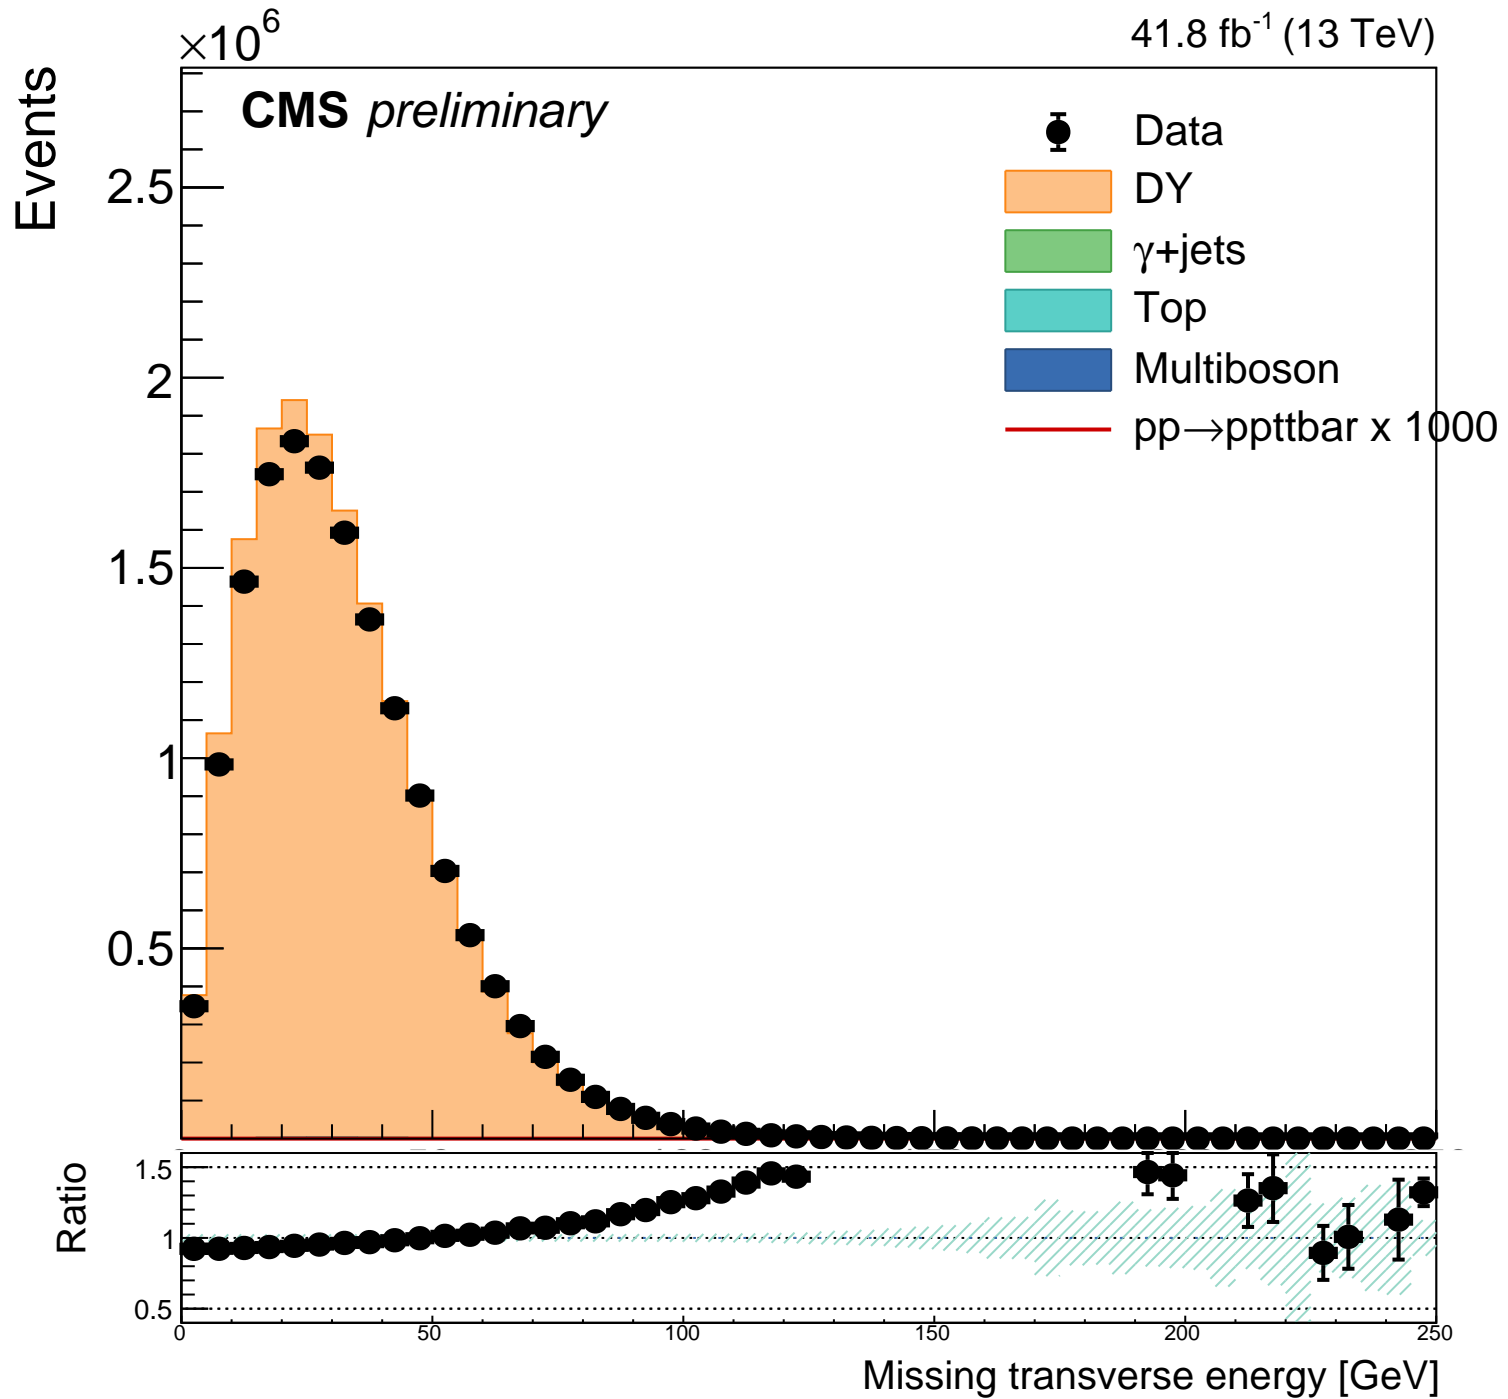 ×10⁶
41.8 fb⁻¹ (13 TeV)
Events
CMS preliminary
Data
DY
γ+jets
Top
Multiboson
pp→ppttbar x 1000
2.5
2
1.5
1
0.5
Ratio
1.5
1
0.5
0 50 100 150 200 250
Missing transverse energy [GeV]